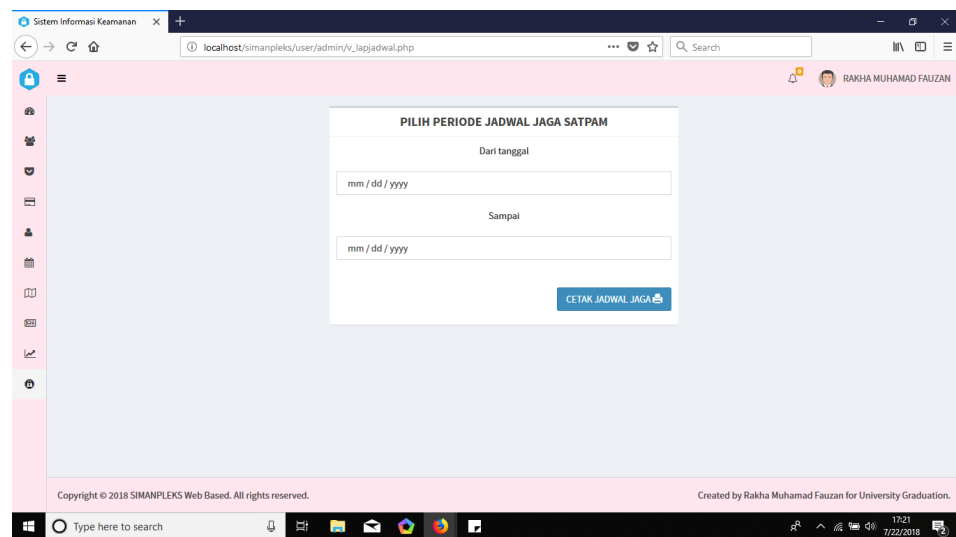 Sistem Informasi Keamanan
localhost/simanpleks/user/admin/v_lapjadwal.php
Search
RAKHA MUHAMAD FAUZAN
PILIH PERIODE JADWAL JAGA SATPAM
Dari tanggal
mm / dd / yyyy
Sampai
mm / dd / yyyy
CETAK JADWAL JAGA
Copyright © 2018 SIMANPLEKS Web Based. All rights reserved.
Created by Rakha Muhamad Fauzan for University Graduation.
Type here to search
17:21
7/22/2018
2